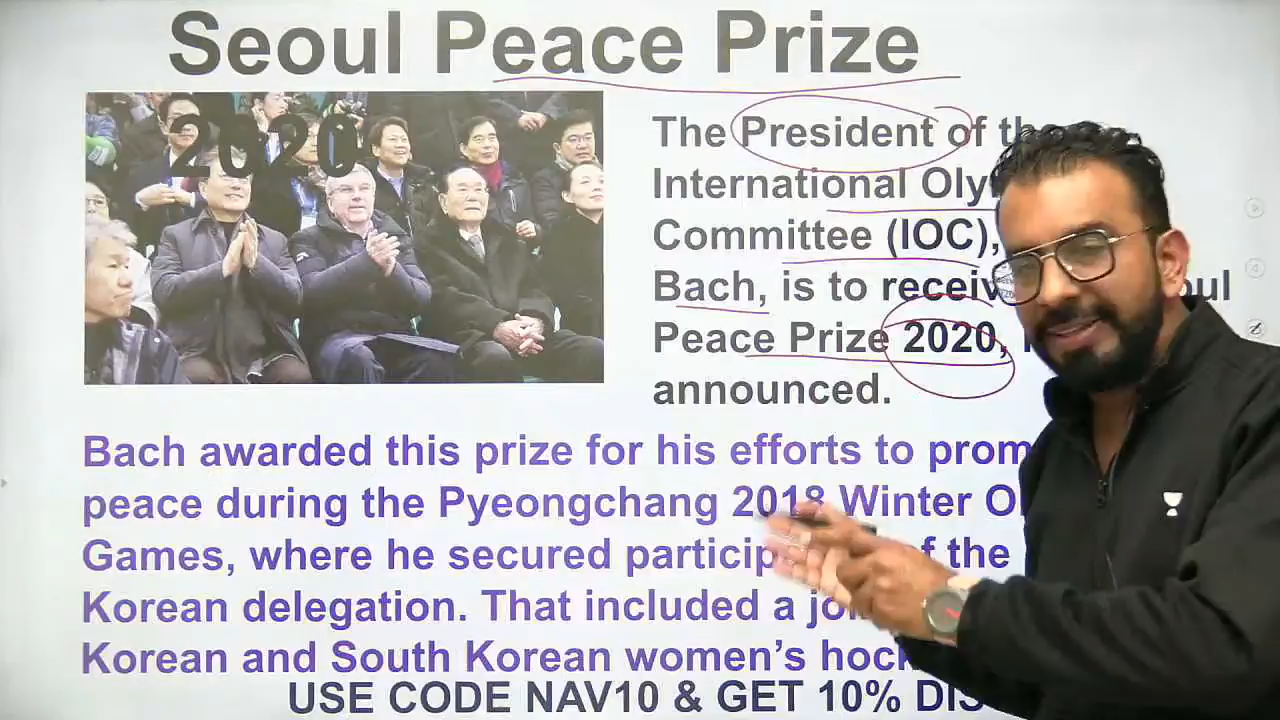 Seoul Peace Prize
2020
The President of the
International Oly
Committee (IOC),
Bach, is to receiv oul
Peace Prize 2020,
announced.
Bach awarded this prize for his efforts to prom
peace during the Pyeongchang 2018 Winter O
Games, where he secured particip f the
Korean delegation. That included a jo
Korean and South Korean women's hock
USE CODE NAV10 & GET 10% DIS